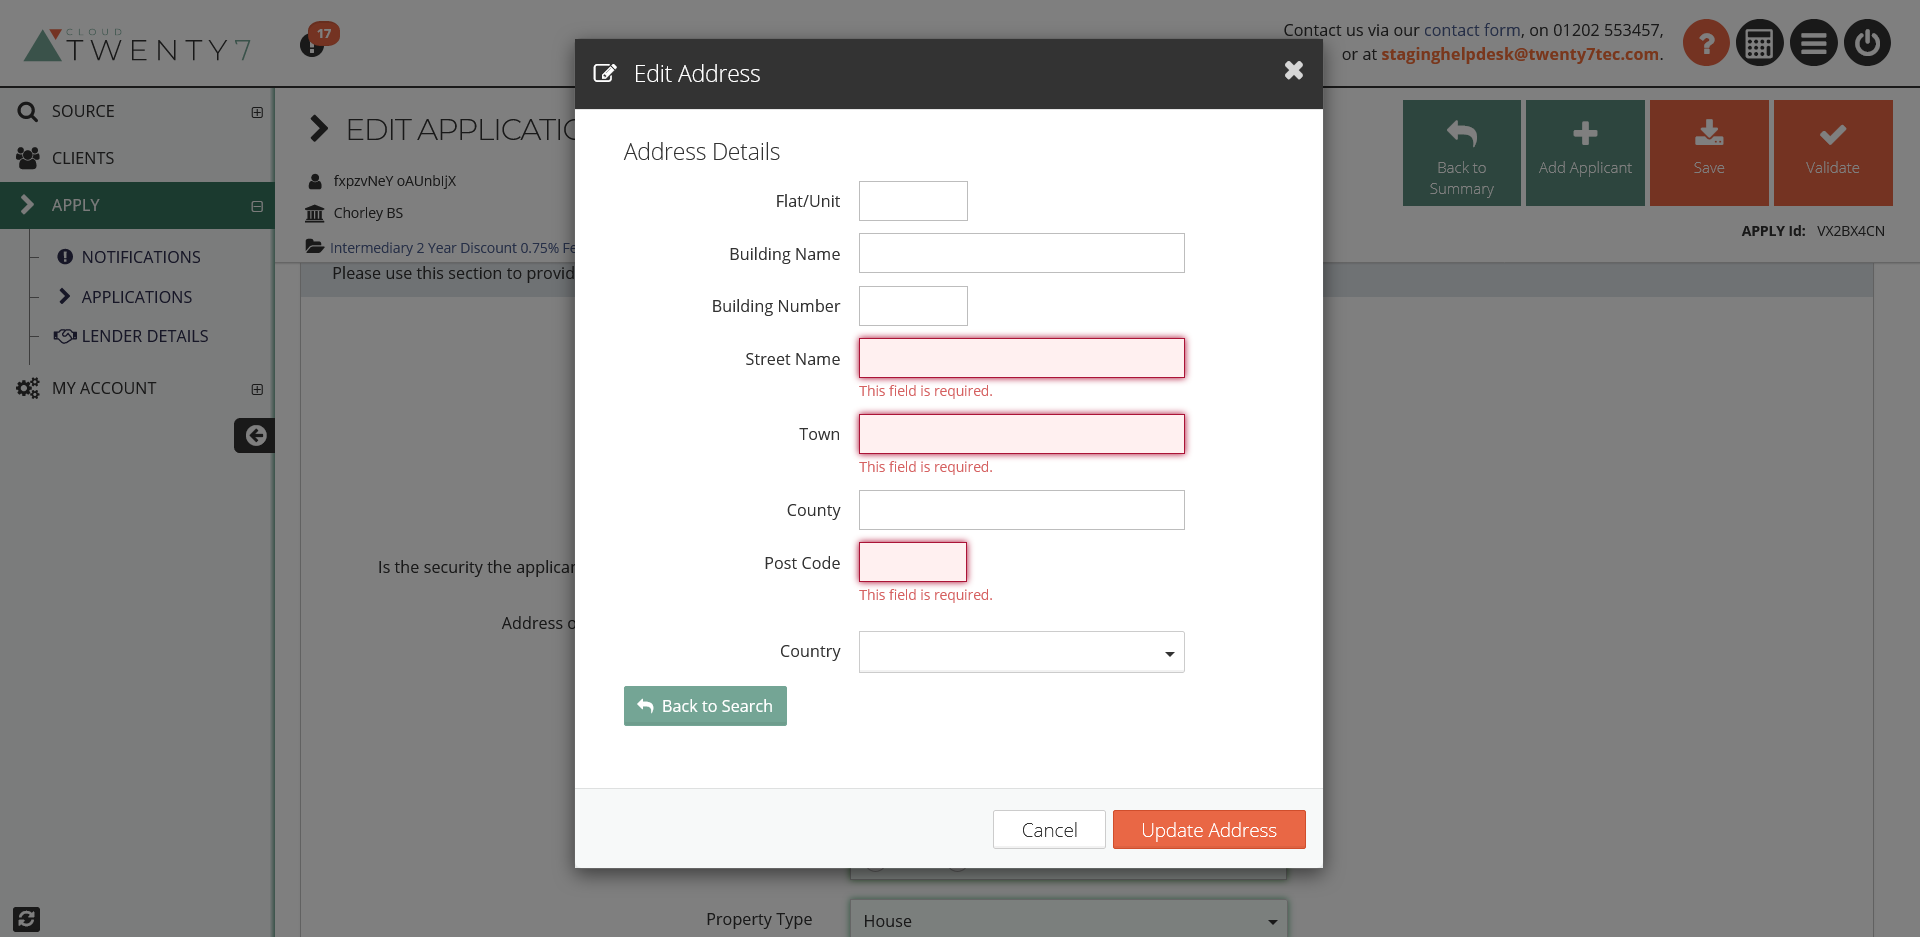 CLOUD
TWENTY7
17
Contact us via our contact form, on 01202 553457,
or at staginghelpdesk@twenty7tec.com.
SOURCE
CLIENTS
APPLY
NOTIFICATIONS
APPLICATIONS
LENDER DETAILS
MY ACCOUNT
EDIT APPLICATIO
fxpzvNeY oAUnbIjX
Chorley BS
Intermediary 2 Year Discount 0.75% Fe
Please use this section to provid
Back to
Summary
Add Applicant
Save
Validate
APPLY Id: VX2BX4CN
Is the security the applican
Address o
Edit Address
Address Details
Flat/Unit
Building Name
Building Number
Street Name
This field is required.
Town
This field is required.
County
Post Code
This field is required.
Country
Back to Search
Cancel
Update Address
Property Type
House